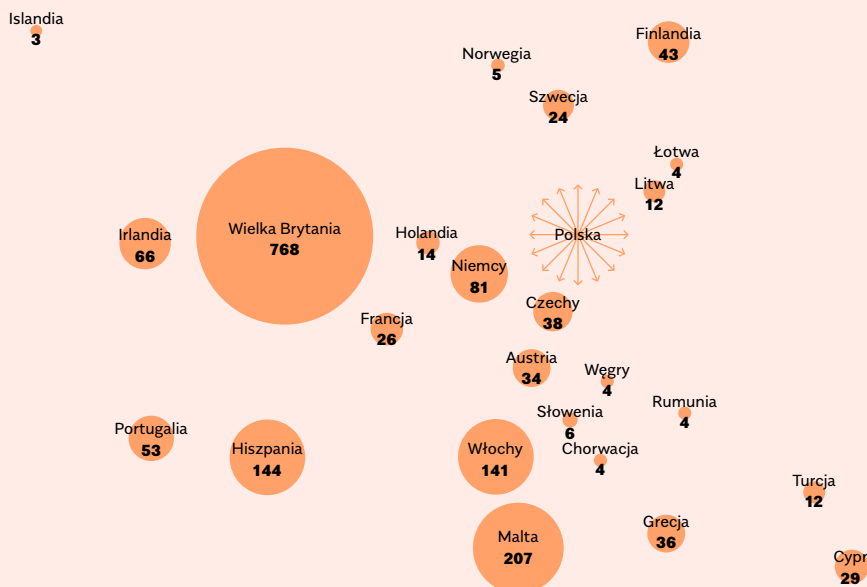 Islandia
3
Norwegia
5
Finlandia
43
Szwecja
24
Łotwa
4
Litwa
12
Irlandia
66
Wielka Brytania
768
Holandia
14
Niemcy
81
Polska
Czechy
38
Francja
26
Austria
34
Węgry
4
Rumunia
4
Słowenia
6
Chorwacja
4
Portugalia
53
Hiszpania
144
Włochy
141
Turcja
12
Malta
207
Grecja
36
Cypr
29